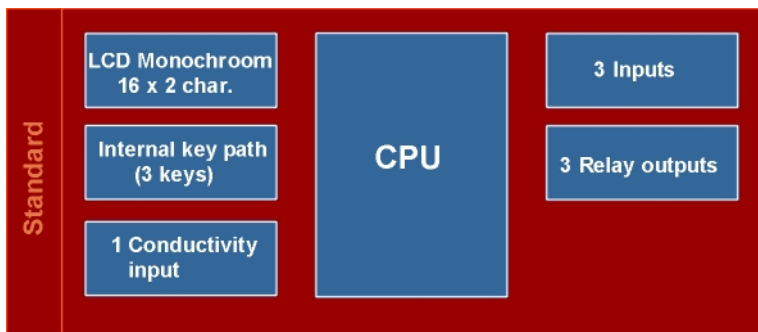 Standard
LCD Monochroom
16 x 2 char.
Internal key path
(3 keys)
1 Conductivity
input
CPU
3 Inputs
3 Relay outputs